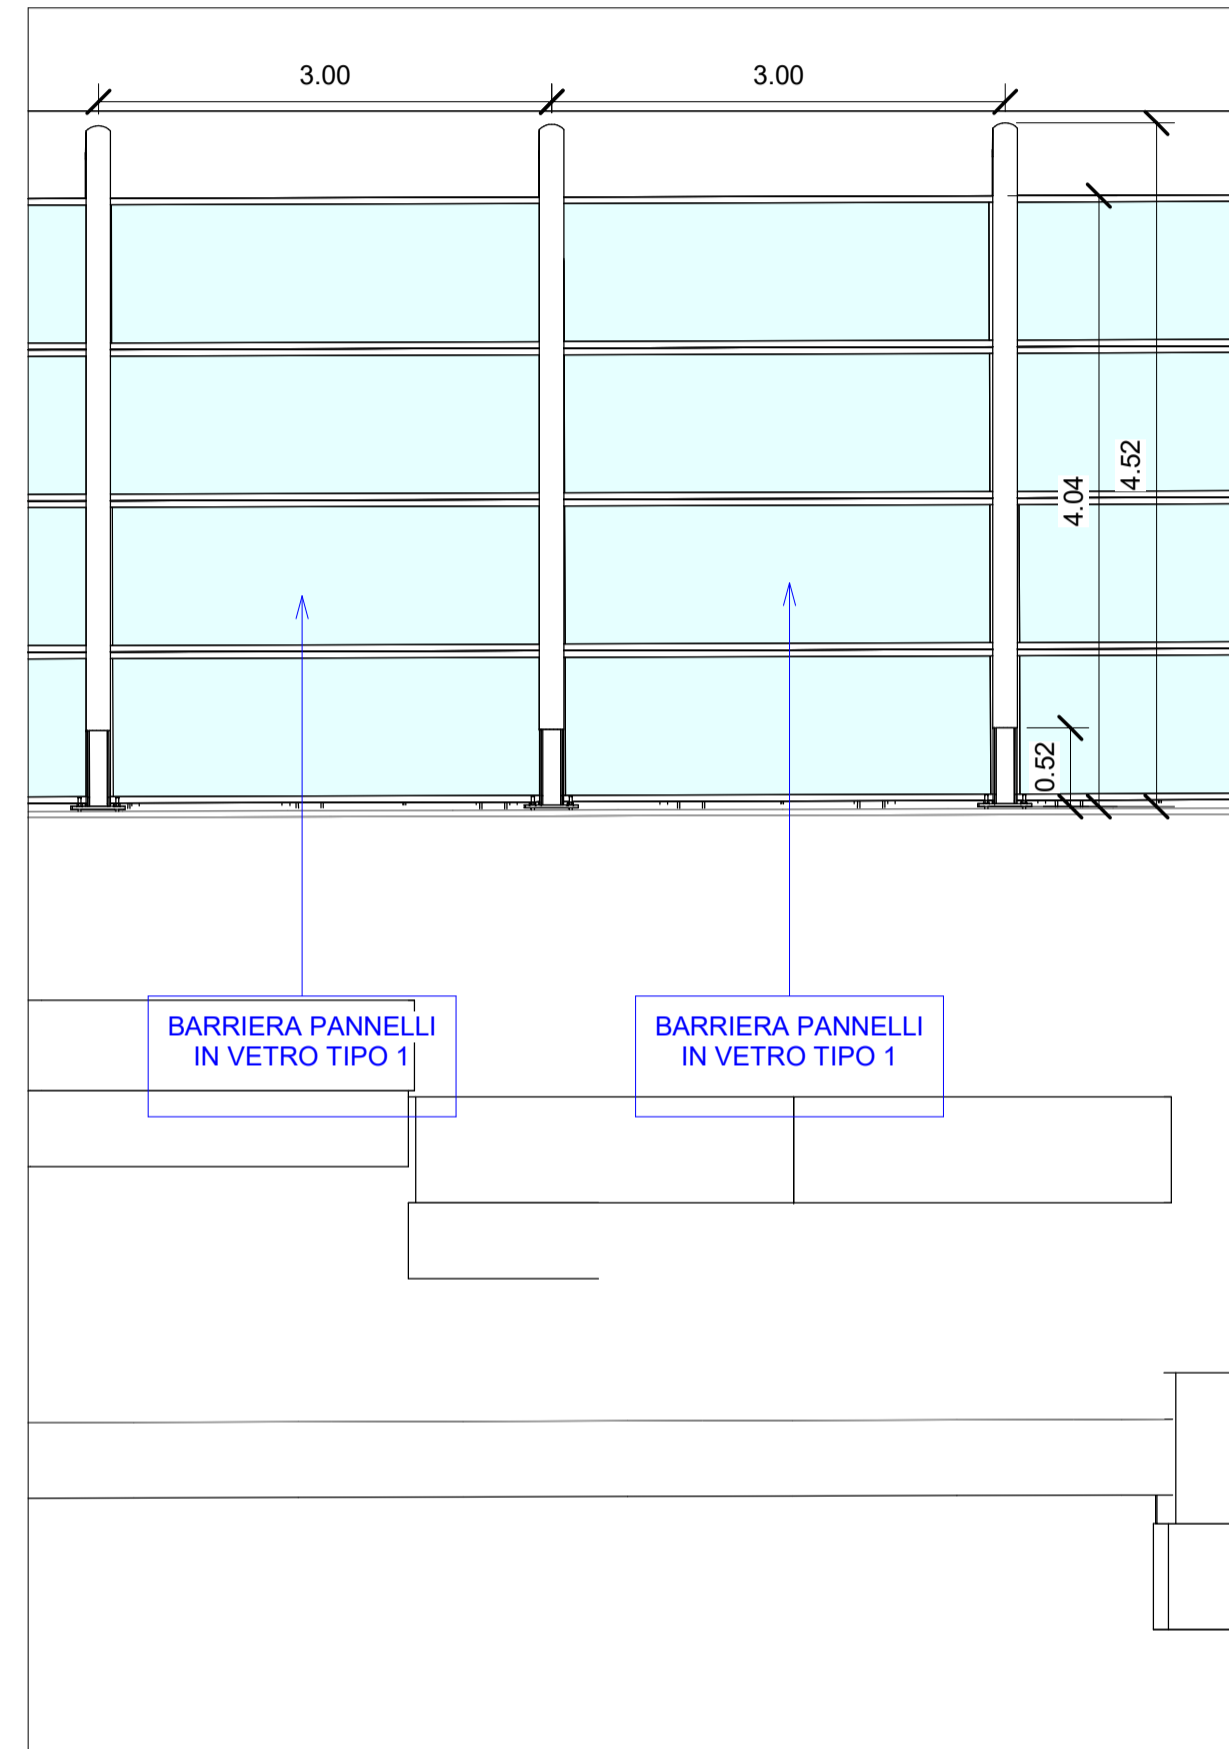 3.00
3.00
4.52
4.04
0.52
BARRIERA PANNELLI
IN VETRO TIPO 1
BARRIERA PANNELLI
IN VETRO TIPO 1